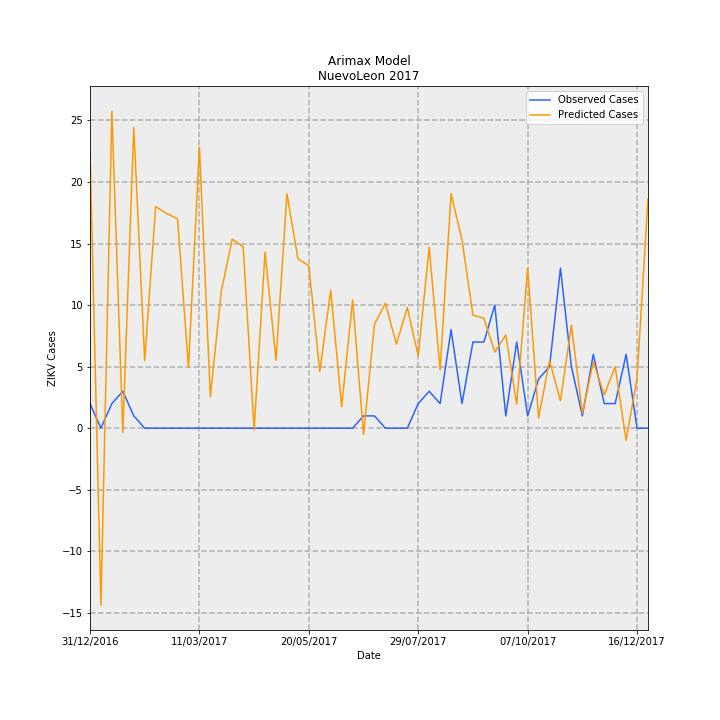 Arimax Model
NuevoLeon 2017
Observed Cases
Predicted Cases
25
20
15
10
5
0
−5
−10
−15
ZIKV Cases
31/12/2016 11/03/2017 20/05/2017 29/07/2017 07/10/2017 16/12/2017
Date